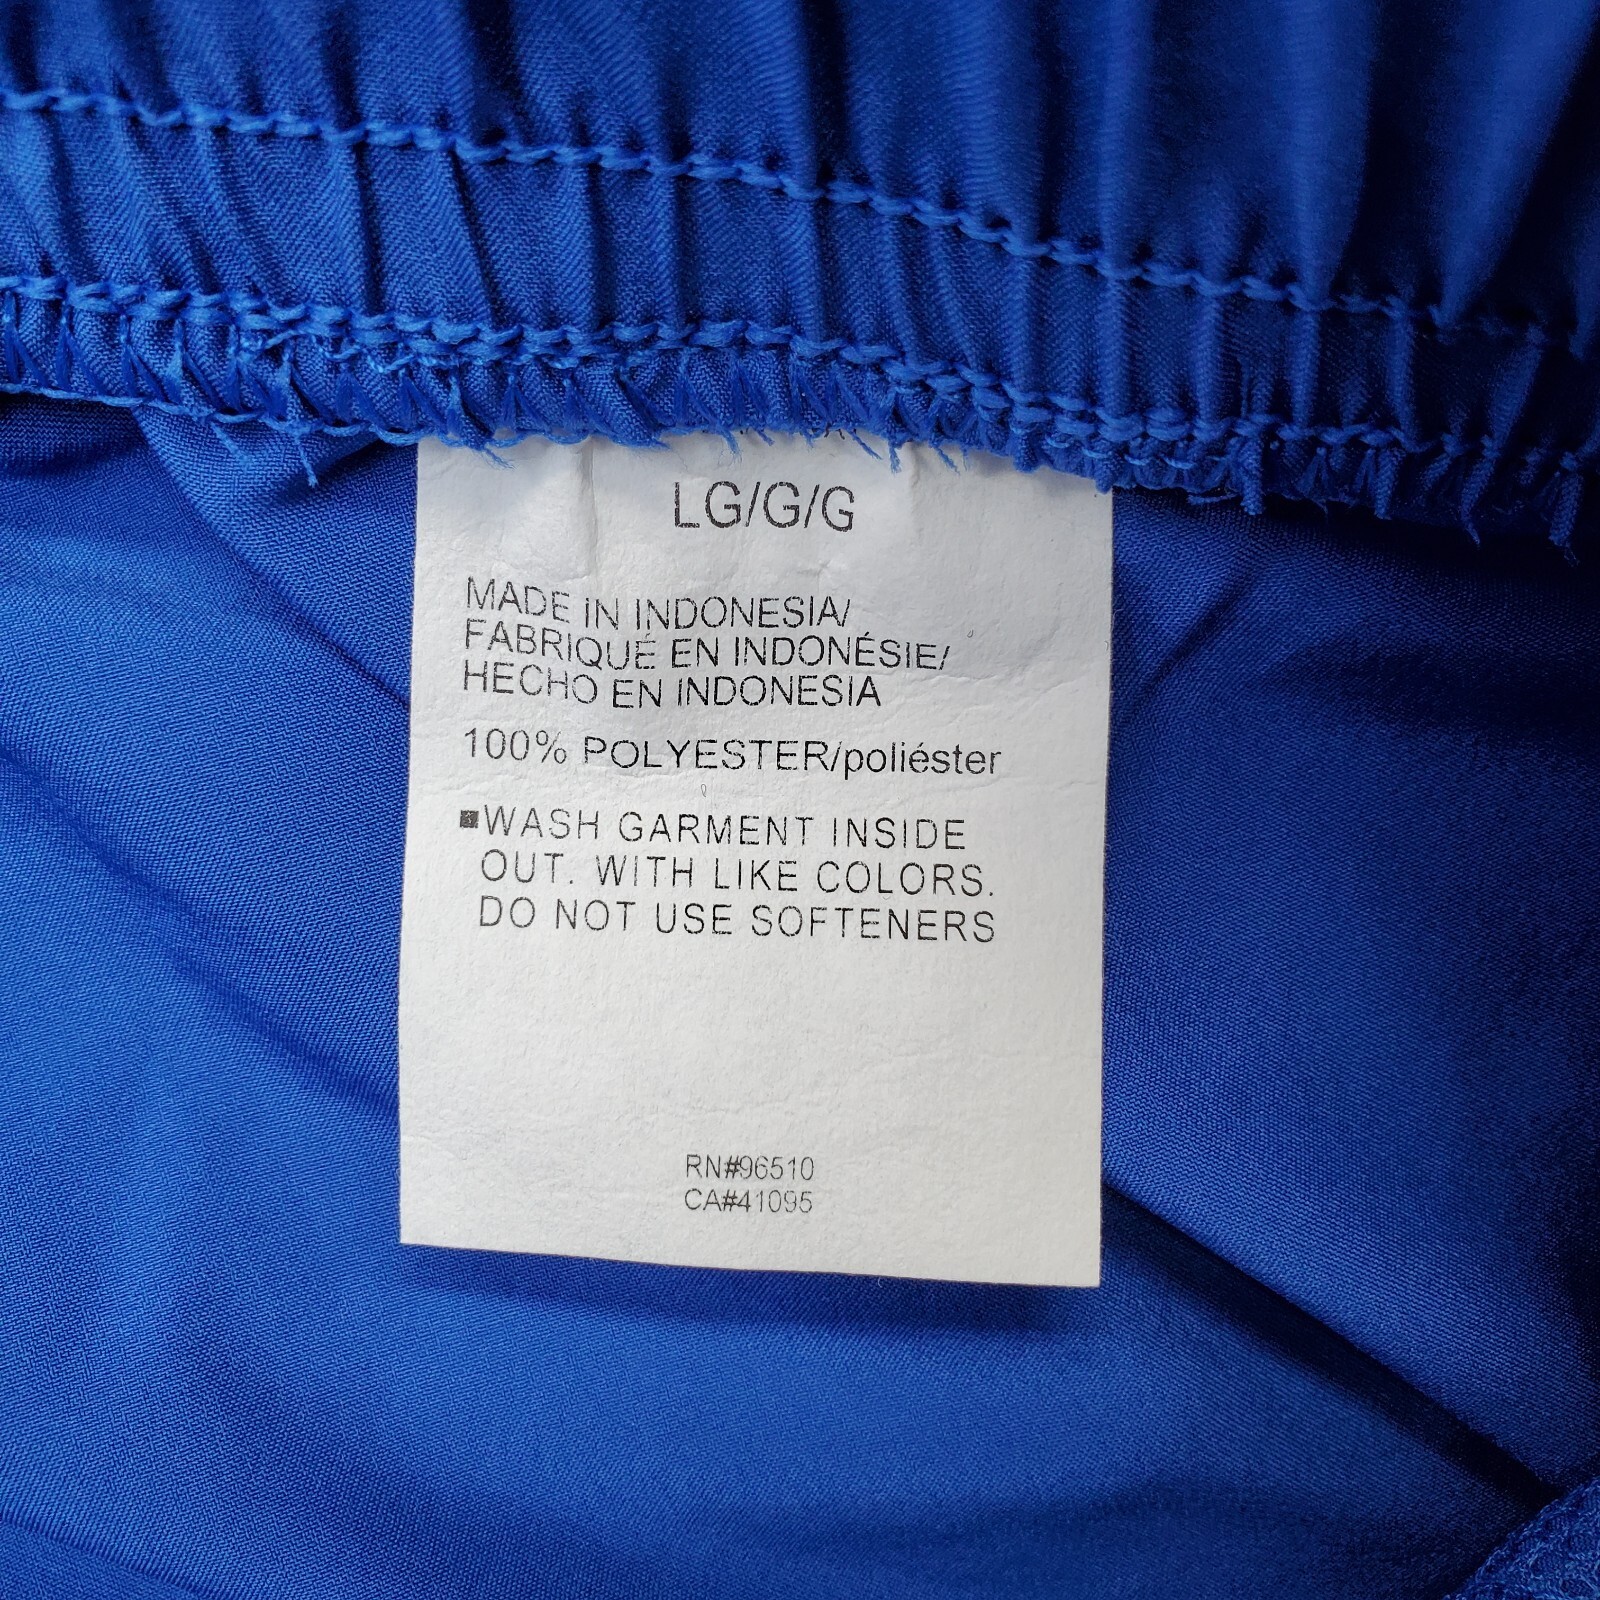 LG/G/G
MADE IN INDONESIA/
FABRIQUÉ EN INDONÉSIE/
HECHO EN INDONESIA
100% POLYESTER/poliéster
▪WASH GARMENT INSIDE
OUT. WITH LIKE COLORS.
DO NOT USE SOFTENERS
RN#96510
CA#41095